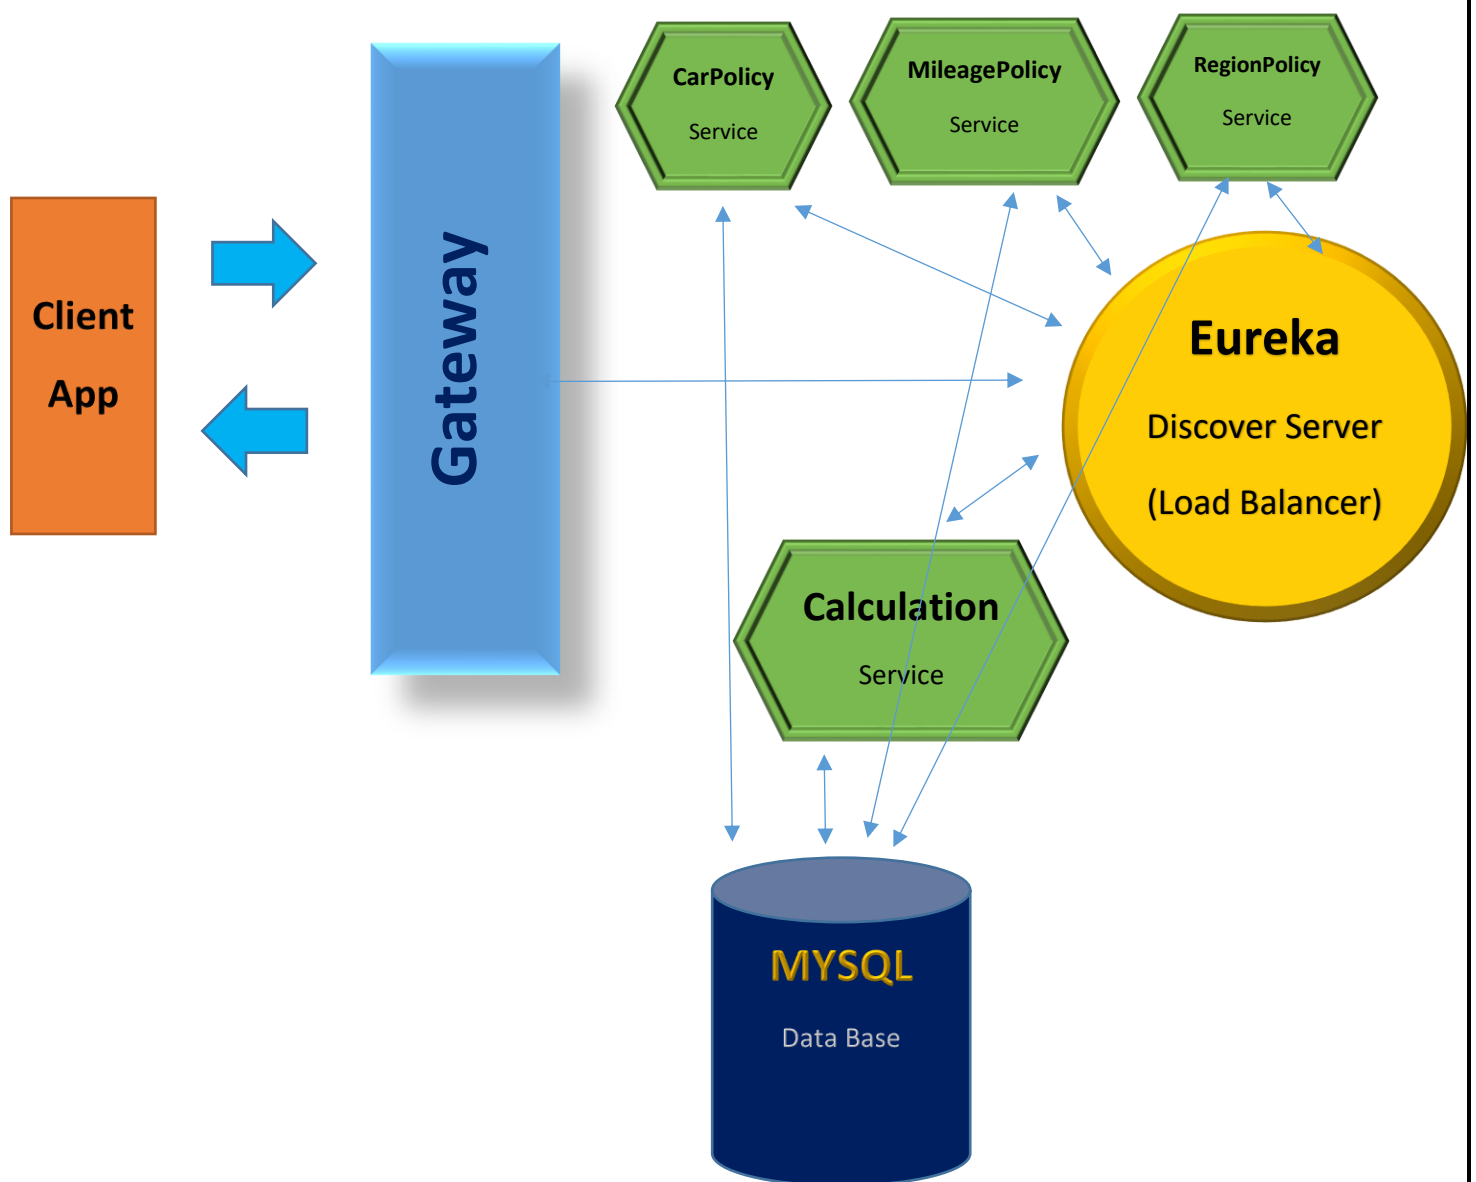 CarPolicy
Service
MileagePolicy
Service
RegionPolicy
Service
Client
App
Gateway
Eureka
Discover Server
(Load Balancer)
Calculation
Service
MYSQL
Data Base